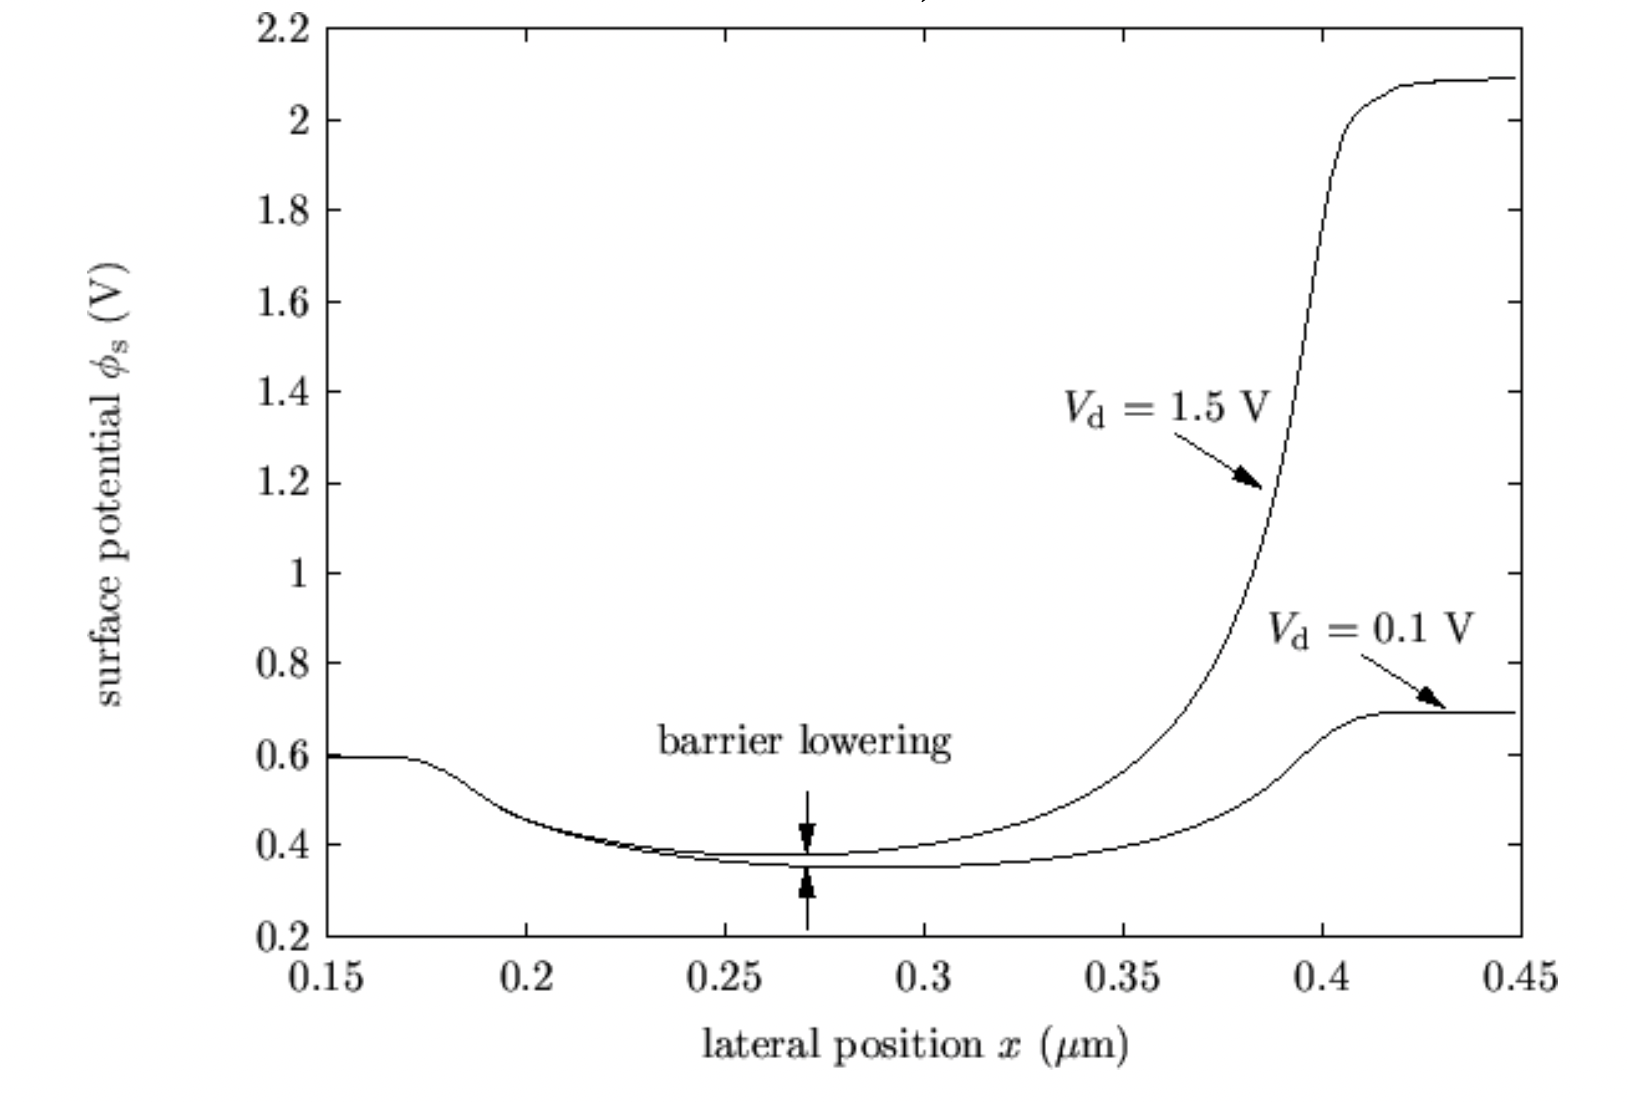 2.2
2
1.8
1.6
1.4
1.2
1
0.8
0.6
0.4
0.2
surface potential ϕs (V)
Vd = 1.5 V
Vd = 0.1 V
barrier lowering
0.15 0.2 0.25 0.3 0.35 0.4 0.45
lateral position x (μm)